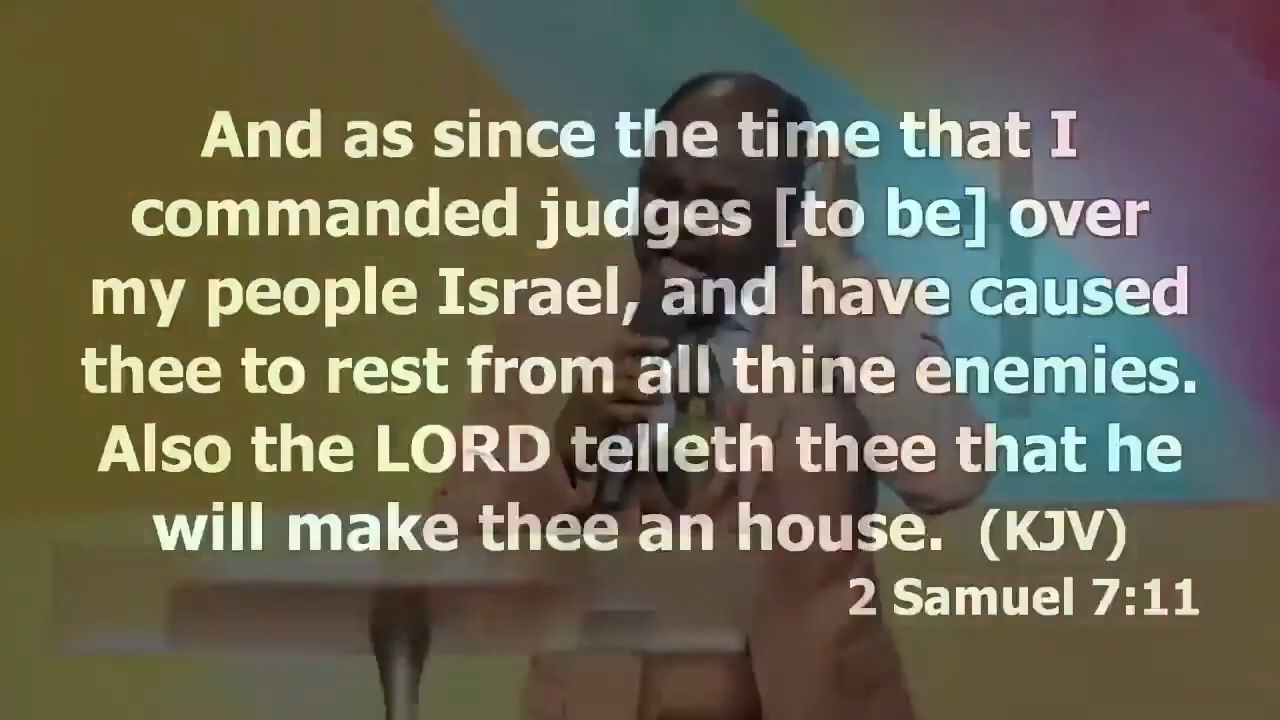 And as since the time that I
commanded judges [to be] over
my people Israel, and have caused
thee to rest from all thine enemies.
Also the LORD telleth thee that he
will make thee an house.  (KJV)
2 Samuel 7:11